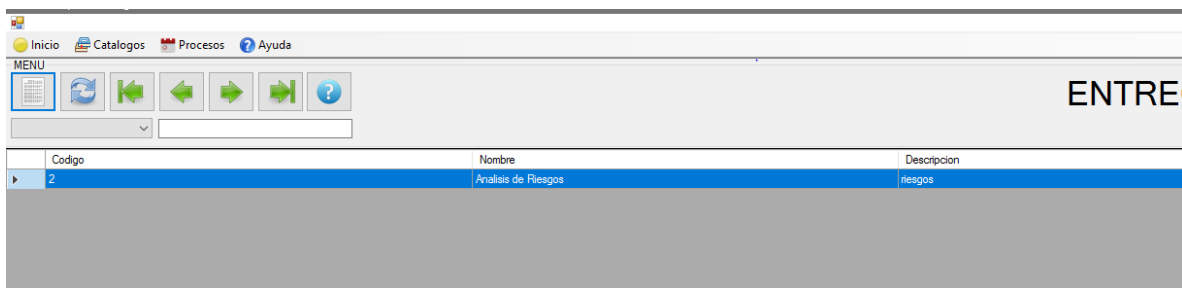 Inicio Catalogos Procesos Ayuda
MENU
ENTRE
Codigo Nombre Descripcion
2 Analisis de Riesgos riesgos